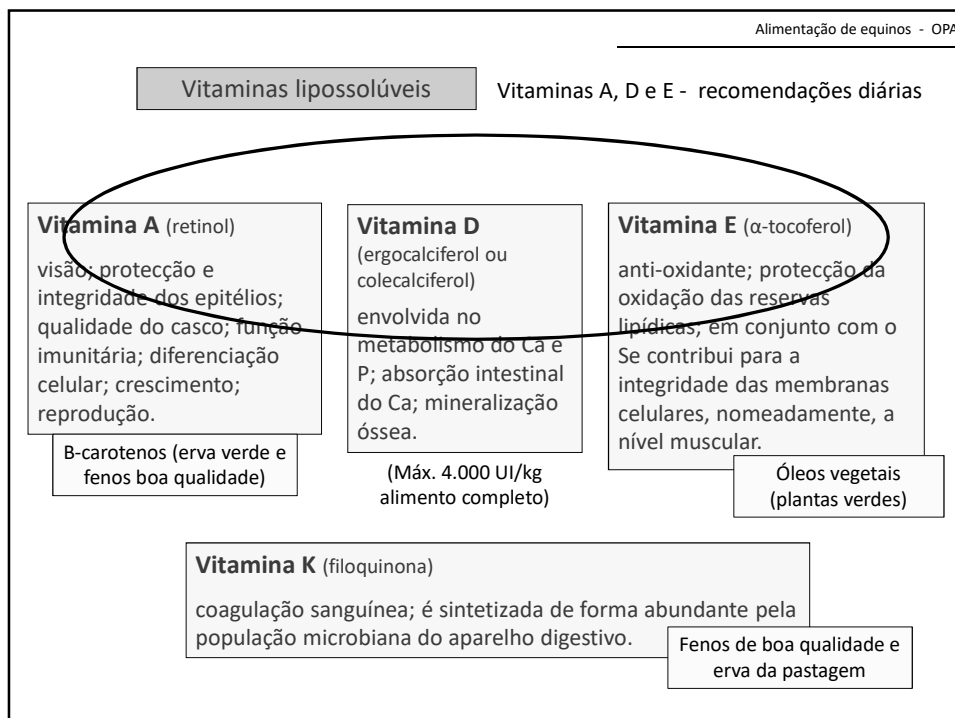 Alimentação de equinos - OPA
Vitaminas lipossolúveis
Vitaminas A, D e E - recomendações diárias
Vitamina A (retinol)
visão; protecção e
integridade dos epitélios;
qualidade do casco; função
imunitária; diferenciação
celular; crescimento;
reprodução.
B-carotenos (erva verde e
fenos boa qualidade)
Vitamina D
(ergocalciferol ou
colecalciferol)
envolvida no
metabolismo do Ca e
P; absorção intestinal
do Ca; mineralização
óssea.
(Máx. 4.000 UI/kg
alimento completo)
Vitamina E (α-tocoferol)
anti-oxidante; protecção da
oxidação das reservas
lipídicas; em conjunto com o
Se contribui para a
integridade das membranas
celulares, nomeadamente, a
nível muscular.
Óleos vegetais
(plantas verdes)
Vitamina K (filoquinona)
coagulação sanguínea; é sintetizada de forma abundante pela
população microbiana do aparelho digestivo.
Fenos de boa qualidade e
erva da pastagem